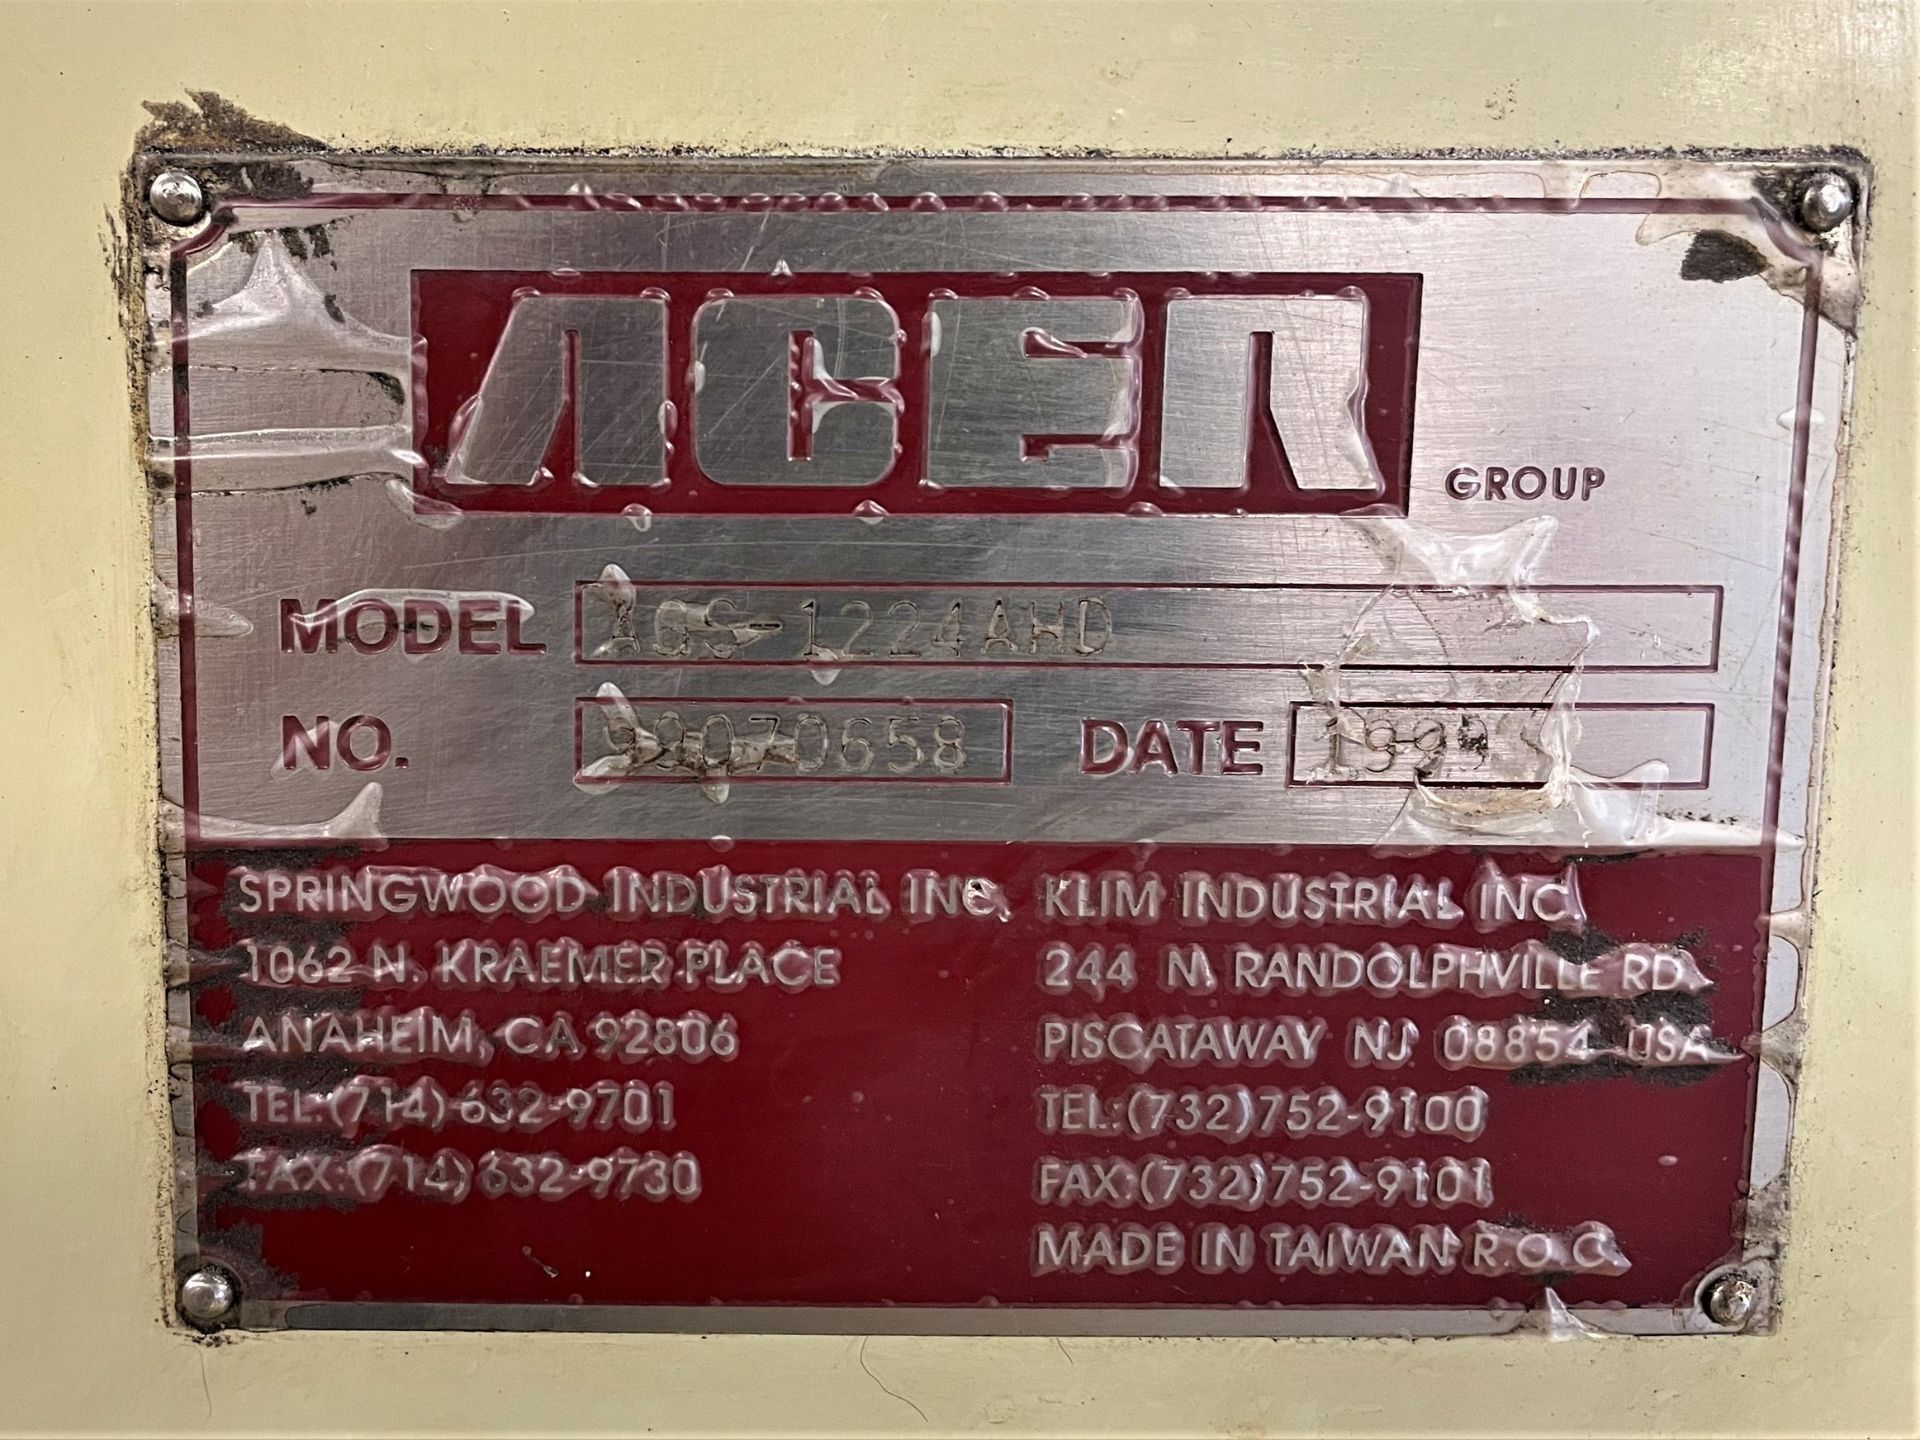 ACER GROUP
MODEL AGS-1224AHD
NO. 99070658 DATE 1999
SPRINGWOOD INDUSTRIAL INC.
1062 N. KRAEMER PLACE
ANAHEIM, CA 92806
TEL:(714)632-9701
FAX:(714)632-9730
KLIM INDUSTRIAL INC.
244 N. RANDOLPHVILLE RD.
PISCATAWAY NJ 08854 USA
TEL:(732)752-9100
FAX:(732)752-9101
MADE IN TAIWAN R.O.C.